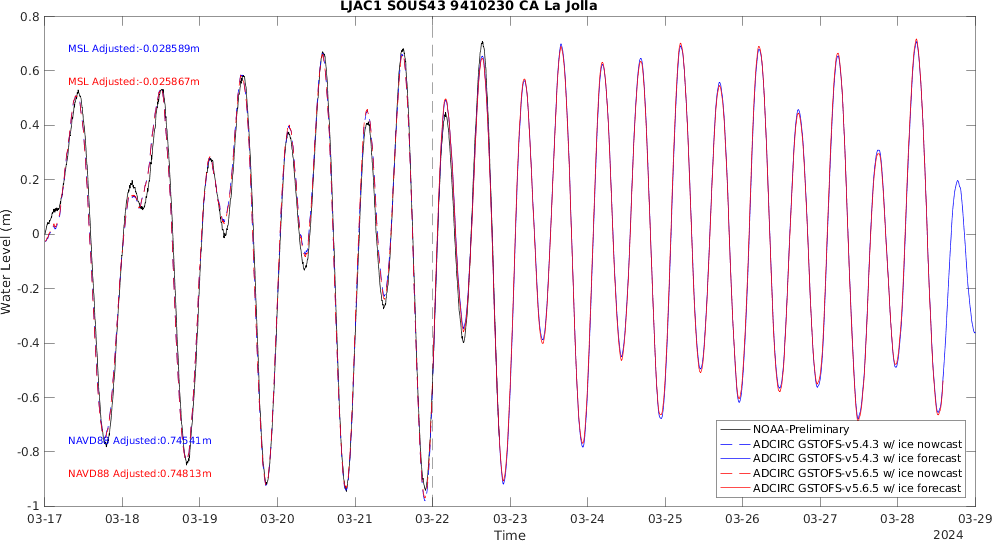 LJAC1 SOUS43 9410230 CA La Jolla
0.8
0.6
0.4
0.2
0
-0.2
-0.4
-0.6
-0.8
-1
Water Level (m)
MSL Adjusted:-0.028589m
MSL Adjusted:-0.025867m
NAVD88 Adjusted:0.74541m
NAVD88 Adjusted:0.74813m
NOAA-Preliminary
ADCIRC GSTOFS-v5.4.3 w/ ice nowcast
ADCIRC GSTOFS-v5.4.3 w/ ice forecast
ADCIRC GSTOFS-v5.6.5 w/ ice nowcast
ADCIRC GSTOFS-v5.6.5 w/ ice forecast
03-17 03-18 03-19 03-20 03-21 03-22 03-23 03-24 03-25 03-26 03-27 03-28 03-29
Time
2024